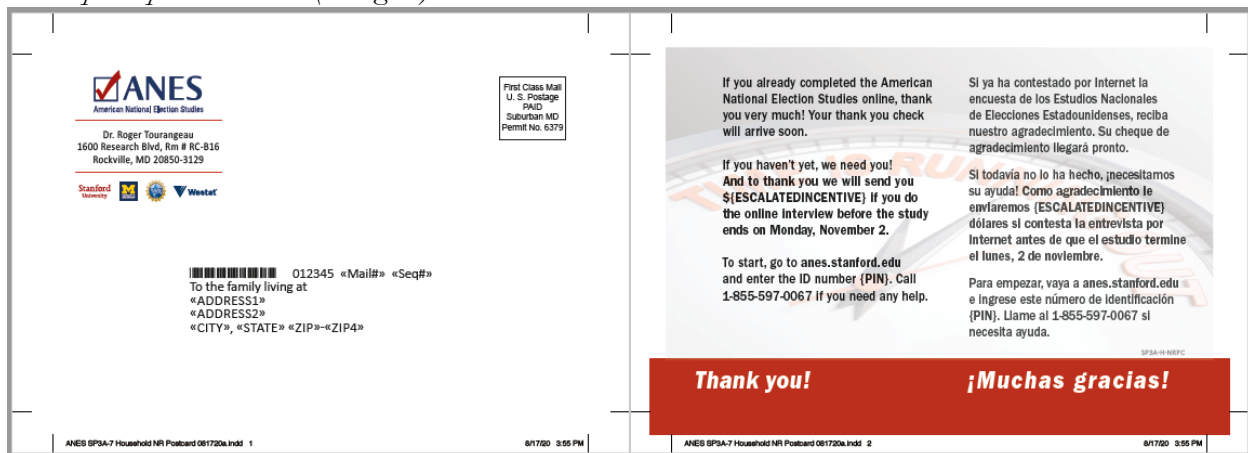 ANES
American National Election Studies
Dr. Roger Tourangeau
1600 Research Blvd, Rm # RC-B16
Rockville, MD 20850-3129
Stanford
University
M
Westat
First Class Mail
U. S. Postage
PAID
Suburban MD
Permit No. 6379
012345 «Mail#» «Seq#»
To the family living at
«ADDRESS1»
«ADDRESS2»
«CITY», «STATE» «ZIP»-«ZIP4»
ANES SP3A-7 Household NR Postcard 081720a.indd 1
8/17/20 3:55 PM
If you already completed the American
National Election Studies online, thank
you very much! Your thank you check
will arrive soon.
If you haven't yet, we need you!
And to thank you we will send you
${ESCALATEDINCENTIVE} if you do
the online interview before the study
ends on Monday, November 2.
To start, go to anes.stanford.edu
and enter the ID number {PIN}. Call
1-855-597-0067 if you need any help.
Si ya ha contestado por Internet la
encuesta de los Estudios Nacionales
de Elecciones Estadounidenses, reciba
nuestro agradecimiento. Su cheque de
agradecimiento llegará pronto.
Si todavía no lo ha hecho, ¡necesitamos
su ayuda! Como agradecimiento le
enviaremos {ESCALATEDINCENTIVE}
dólares si contesta la entrevista por
Internet antes de que el estudio termine
el lunes, 2 de noviembre.
Para empezar, vaya a anes.stanford.edu
e ingrese este número de identificación
{PIN}. Llame al 1-855-597-0067 si
necesita ayuda.
TIME IS RUNNING OUT
SP3A-H-NRPC
Thank you!
¡Muchas gracias!
ANES SP3A-7 Household NR Postcard 081720a.indd 2
8/17/20 3:55 PM